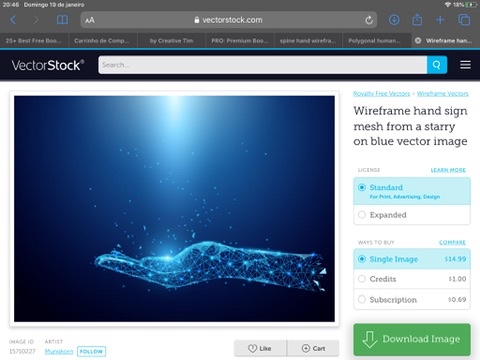 20:46 Domingo 19 de janeiro
18%
AA vectorstock.com
25+ Best Free Boo...
Carrinho de Comp...
by Creative Tim
PRO: Premium Boo...
spine hand wirefra...
Polygonal human...
Wireframe han...
VectorStock®
Search...
Royalty Free Vectors > Wireframe Vectors
Wireframe hand sign
mesh from a starry
on blue vector image
LICENSE LEARN MORE
Standard
For Print, Advertising, Design
Expanded
WAYS TO BUY COMPARE
Single Image $14.99
Credits $1.00
Subscription $0.69
Download Image
IMAGE ID ARTIST
15710227 FOLLOW
Like
Cart